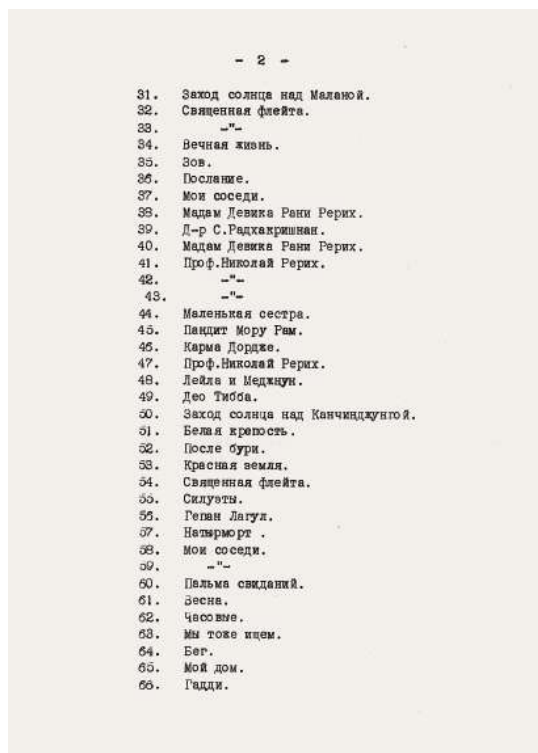 - 2 -
31. Заход солнца над Маланой.
32. Священная флейта.
33. -"-
34. Вечная жизнь.
35. Зов.
36. Послание.
37. Мои соседи.
38. Мадам Девика Рани Рерих.
39. Д-р С.Радхакришнан.
40. Мадам Девика Рани Рерих.
41. Проф.Николай Рерих.
42. -"-
43. -"-
44. Маленькая сестра.
45. Пандит Мору Рам.
46. Карма Дордже.
47. Проф.Николай Рерих.
48. Лейла и Меджнун.
49. Део Тибба.
50. Заход солнца над Канчинджунгой.
51. Белая крепость.
52. После бури.
53. Красная земля.
54. Священная флейта.
55. Силуэты.
56. Гепан Лагул.
57. Натюрморт .
58. Мои соседи.
59. -"-
60. Пальма свиданий.
61. Весна.
62. Часовые.
63. Мы тоже ищем.
64. Бег.
65. Мой дом.
66. Гадди.